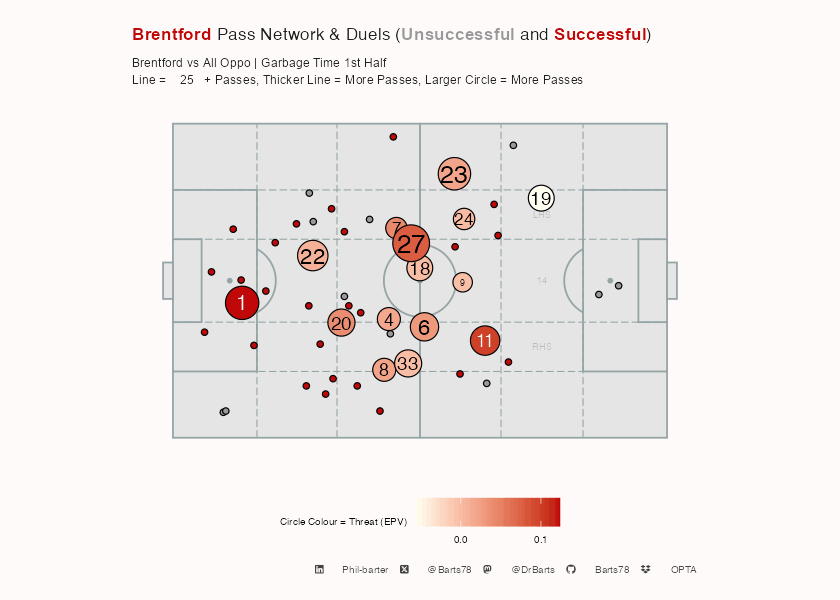 Brentford Pass Network & Duels (Unsuccessful and Successful)
Brentford vs All Oppo | Garbage Time 1st Half
Line = 25 + Passes, Thicker Line = More Passes, Larger Circle = More Passes
23
19
LHS
24
7
27
22
18
14
9
1
20
4
6
11
RHS
8
33
Circle Colour = Threat (EPV)
0.0 0.1
Phil-barter @Barts78 @DrBarts Barts78 OPTA